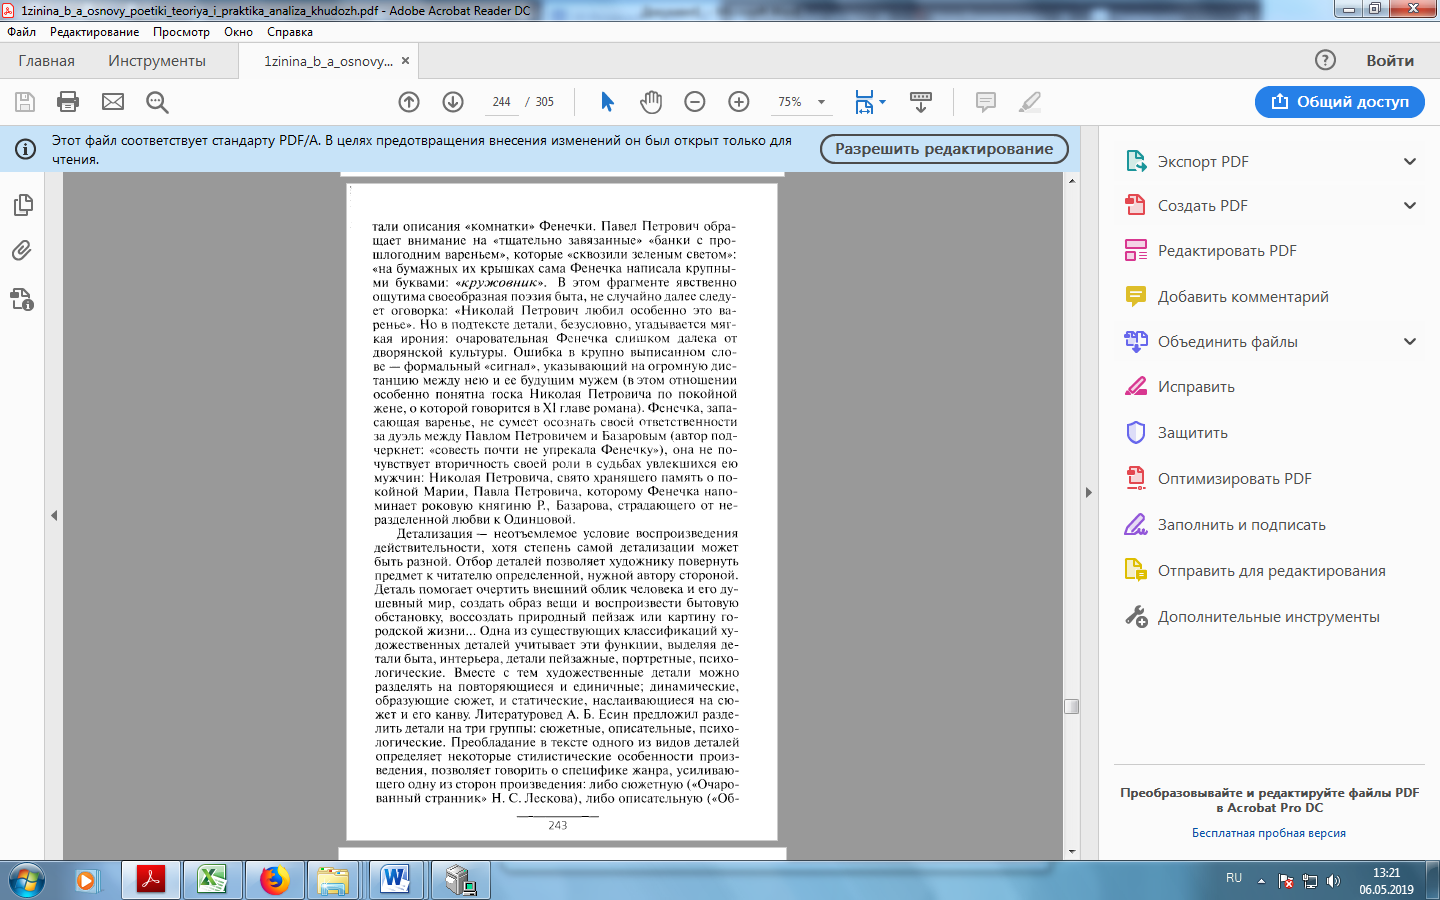 1zinina_b_a_osnovy_poetiki_teoriya_i_praktika_analiza_khudozh.pdf - Adobe Acrobat Reader DC
Файл Редактирование Просмотр Окно Справка
Главная Инструменты 1zinina_b_a_osnovy... × Войти
244 / 305 75% Общий доступ
Этот файл соответствует стандарту PDF/A. В целях предотвращения внесения изменений он был открыт только для
чтения.
Разрешить редактирование
тали описания «комнатки» Фенечки. Павел Петрович обра-
щает внимание на «тщательно завязанные» «банки с про-
шлогодним вареньем», которые «сквозили зеленым светом»:
«на бумажных их крышках сама Фенечка написала крупны-
ми буквами: «кружовник». В этом фрагменте явственно
ощутима своеобразная поэзия быта, не случайно далее следу-
ет оговорка: «Николай Петрович любил особенно это ва-
ренье». Но в подтексте детали, безусловно, угадывается мяг-
кая ирония: очаровательная Фенечка слишком далека от
дворянской культуры. Ошибка в крупно выписанном сло-
ве — формальный «сигнал», указывающий на огромную дис-
танцию между нею и ее будущим мужем (в этом отношении
особенно понятна тоска Николая Петровича по покойной
жене, о которой говорится в XI главе романа). Фенечка, запа-
сающая варенье, не сумеет осознать своей ответственности
за дуэль между Павлом Петровичем и Базаровым (автор под-
черкнет: «совесть почти не упрекала Фенечку»), она не по-
чувствует вторичность своей роли в судьбах увлекшихся ею
мужчин: Николая Петровича, свято хранящего память о по-
койной Марии, Павла Петровича, которому Фенечка напо-
минает роковую княгиню Р., Базарова, страдающего от не-
разделенной любви к Одинцовой.
Детализация — неотъемлемое условие воспроизведения
действительности, хотя степень самой детализации может
быть разной. Отбор деталей позволяет художнику повернуть
предмет к читателю определенной, нужной автору стороной.
Деталь помогает очертить внешний облик человека и его ду-
шевный мир, создать образ вещи и воспроизвести бытовую
обстановку, воссоздать природный пейзаж или картину го-
родской жизни... Одна из существующих классификаций ху-
дожественных деталей учитывает эти функции, выделяя де-
тали быта, интерьера, детали пейзажные, портретные, психо-
логические. Вместе с тем художественные детали можно
разделять на повторяющиеся и единичные; динамические,
образующие сюжет, и статические, наслаивающиеся на сю-
жет и его канву. Литературовед А. Б. Есин предложил разде-
лить детали на три группы: сюжетные, описательные, психо-
логические. Преобладание в тексте одного из видов деталей
определяет некоторые стилистические особенности произ-
ведения, позволяет говорить о специфике жанра, усиливаю-
щего одну из сторон произведения: либо сюжетную («Очаро-
ванный странник» Н. С. Лескова), либо описательную («Об-
243
Экспорт PDF
Создать PDF
Редактировать PDF
Добавить комментарий
Объединить файлы
Исправить
Защитить
Оптимизировать PDF
Заполнить и подписать
Отправить для редактирования
Дополнительные инструменты
Преобразовывайте и редактируйте файлы PDF
в Acrobat Pro DC
Бесплатная пробная версия
RU
13:21
06.05.2019